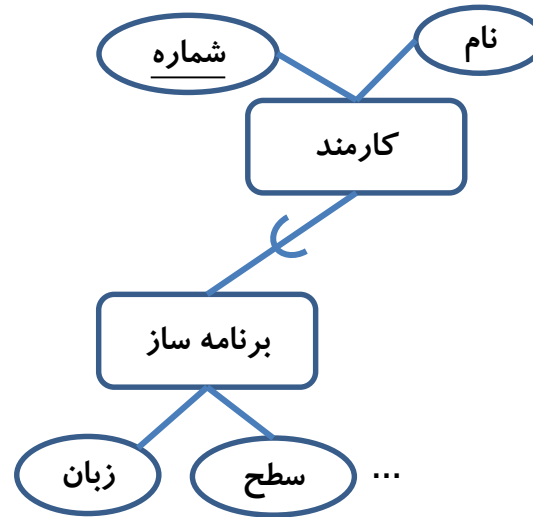 نام
شماره
کارمند
برنامه ساز
زبان
سطح
...